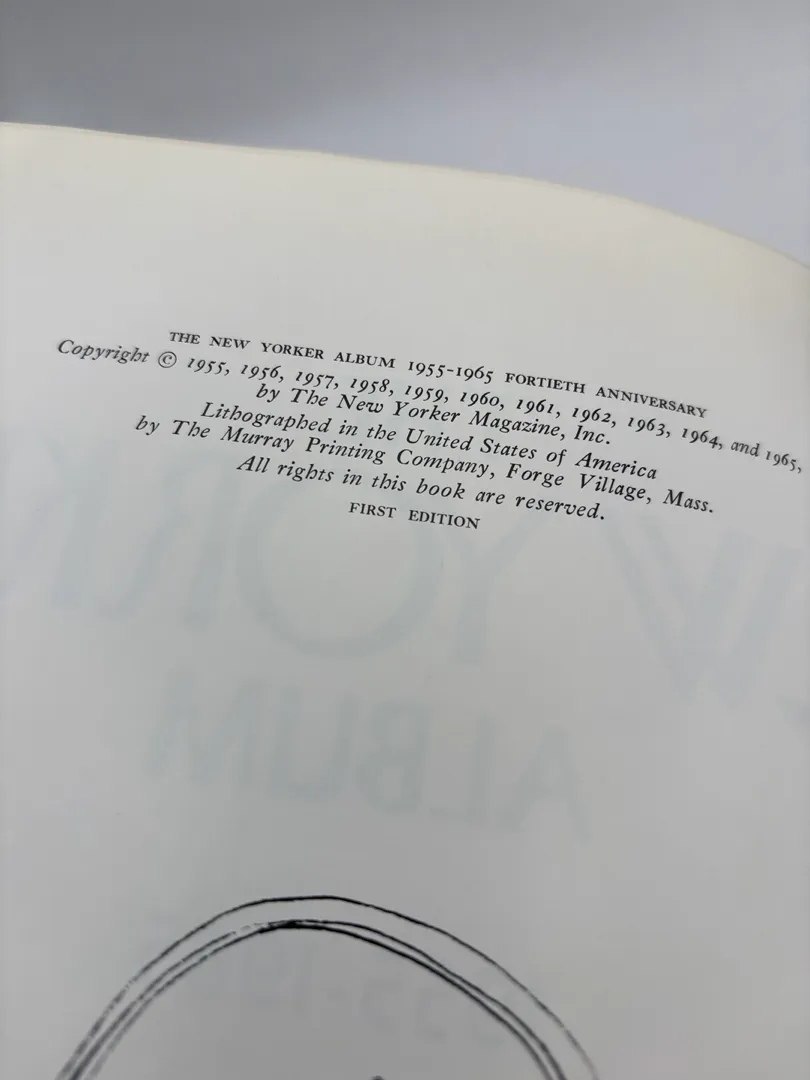 THE NEW YORKER ALBUM 1955-1965 FORTIETH ANNIVERSARY
Copyright © 1955, 1956, 1957, 1958, 1959, 1960, 1961, 1962, 1963, 1964, and 1965,
by The New Yorker Magazine, Inc.
Lithographed in the United States of America
by The Murray Printing Company, Forge Village, Mass.
All rights in this book are reserved.
FIRST EDITION
W YORK
ALBUM